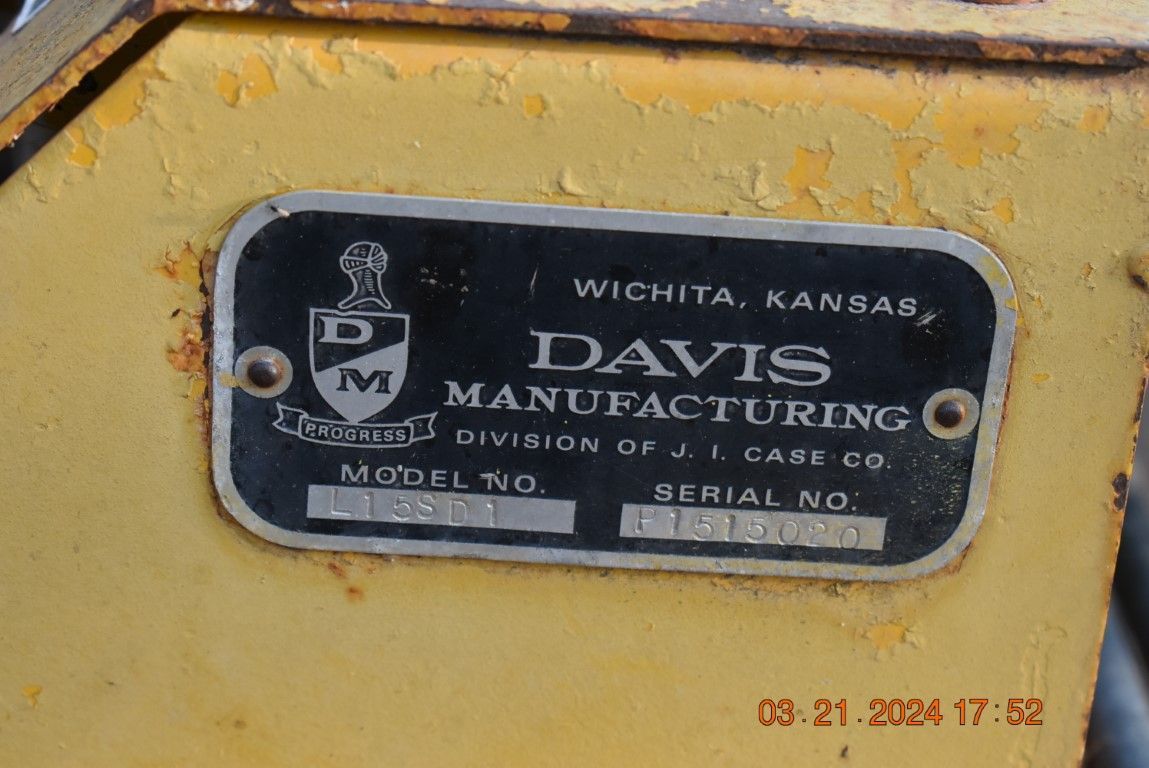 WICHITA, KANSAS
DAVIS
MANUFACTURING
DIVISION OF J. I. CASE CO.
D
M
PROGRESS
MODEL NO.
L15SD1
SERIAL NO.
P1515020
03.21.2024 17:52